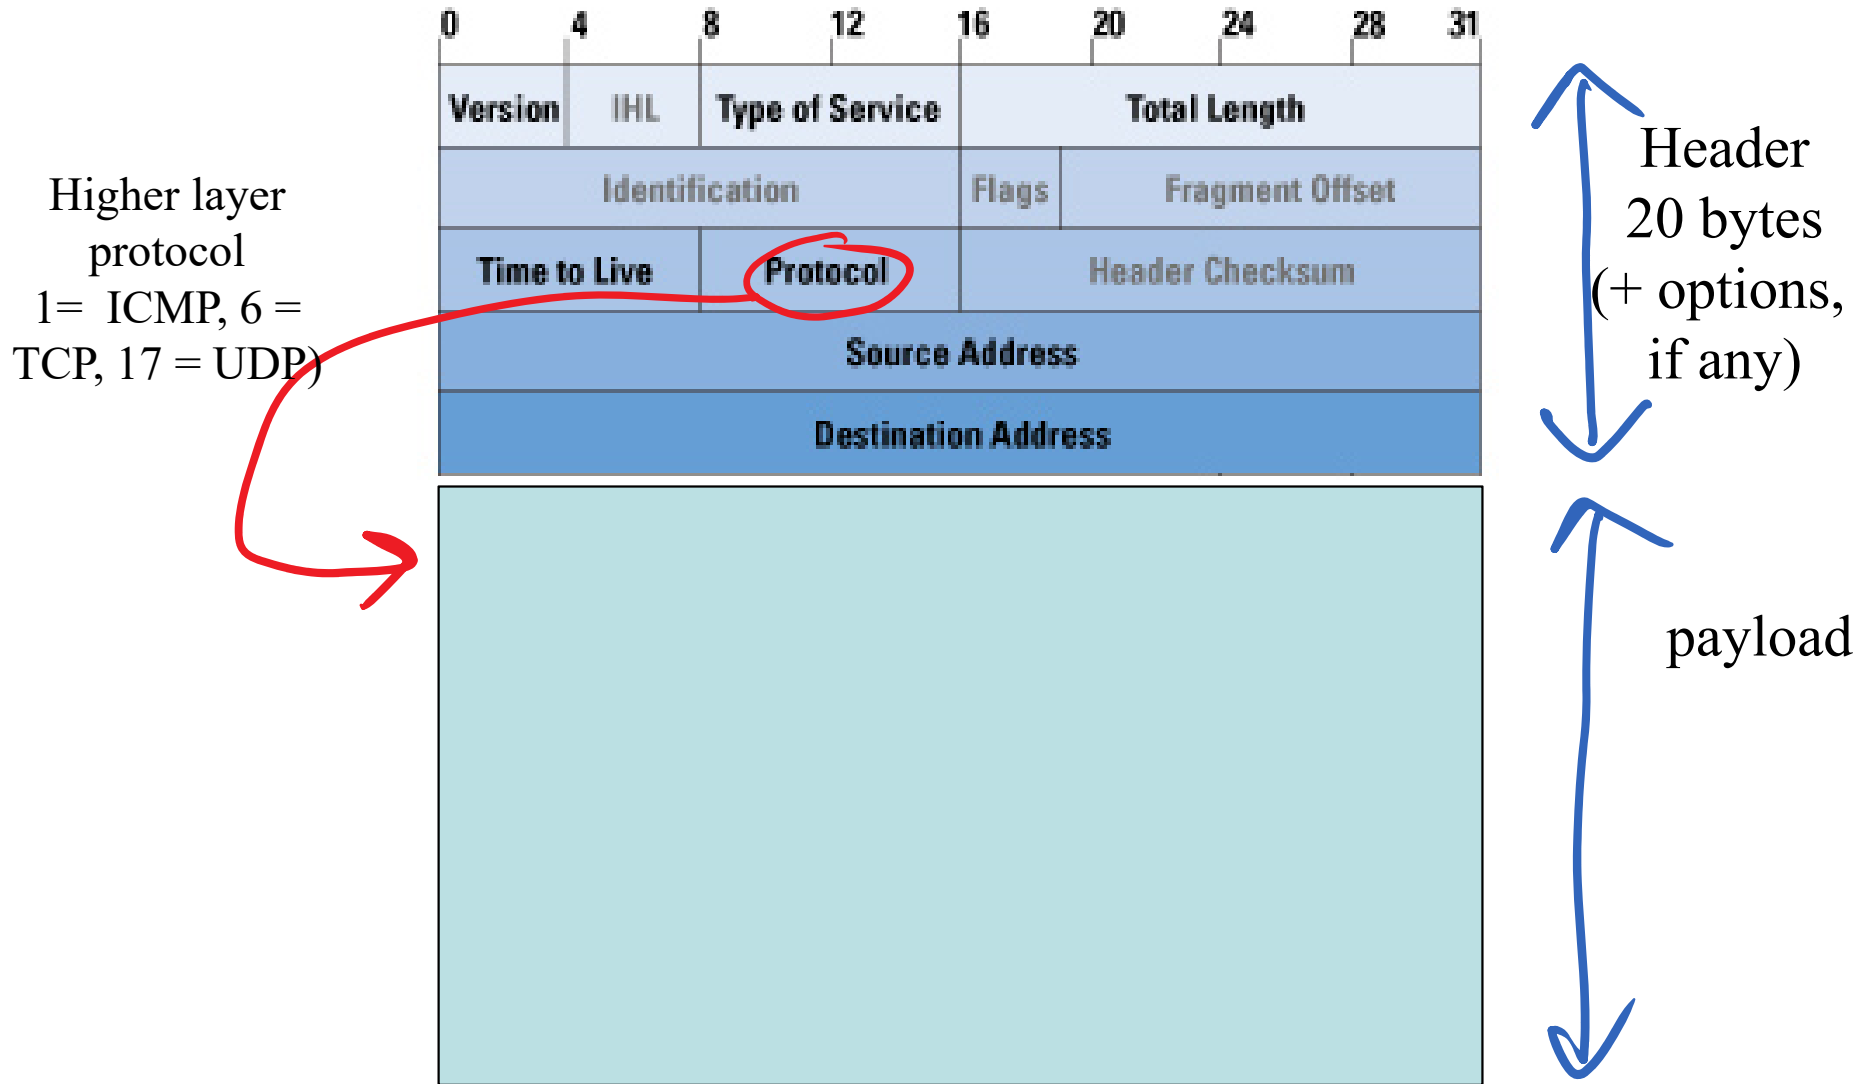 0 4 8 12 16 20 24 28 31
Version IHL Type of Service Total Length
Identification Flags Fragment Offset
Time to Live Protocol Header Checksum
Source Address
Destination Address
Higher layer
protocol
1= ICMP, 6 =
TCP, 17 = UDP)
Header
20 bytes
(+ options,
if any)
payload